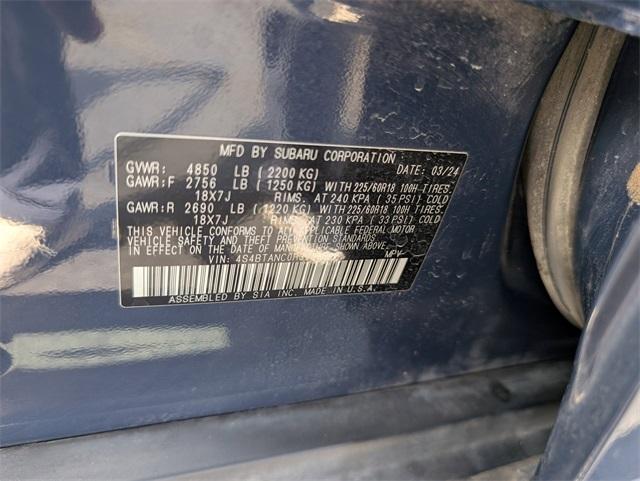 MFD BY SUBARU CORPORATION
GVWR: 4850 LB ( 2200 KG) DATE: 03/24
GAWR:F 2756 LB ( 1250 KG) WITH 225/60R18 100H TIRES.
18X7J RIMS. AT 240 KPA ( 35 PSI) COLD
GAWR:R 2690 LB ( 1220 KG) WITH 225/60R18 100H TIRES.
18X7J RIMS. AT 230 KPA ( 33 PSI) COLD
THIS VEHICLE CONFORMS TO ALL APPLICABLE FEDERAL MOTOR
VEHICLE SAFETY AND THEFT PREVENTION STANDARDS
IN EFFECT ON THE DATE OF MANUFACTURE SHOWN ABOVE.
VIN: MPV
ASSEMBLED BY SIA INC. MADE IN U.S.A.